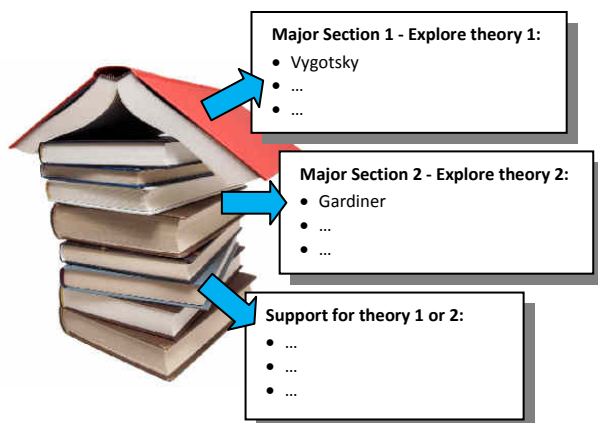 Major Section 1 - Explore theory 1:
• Vygotsky
• ...
• ...
Major Section 2 - Explore theory 2:
• Gardiner
• ...
• ...
Support for theory 1 or 2:
• ...
• ...
• ...